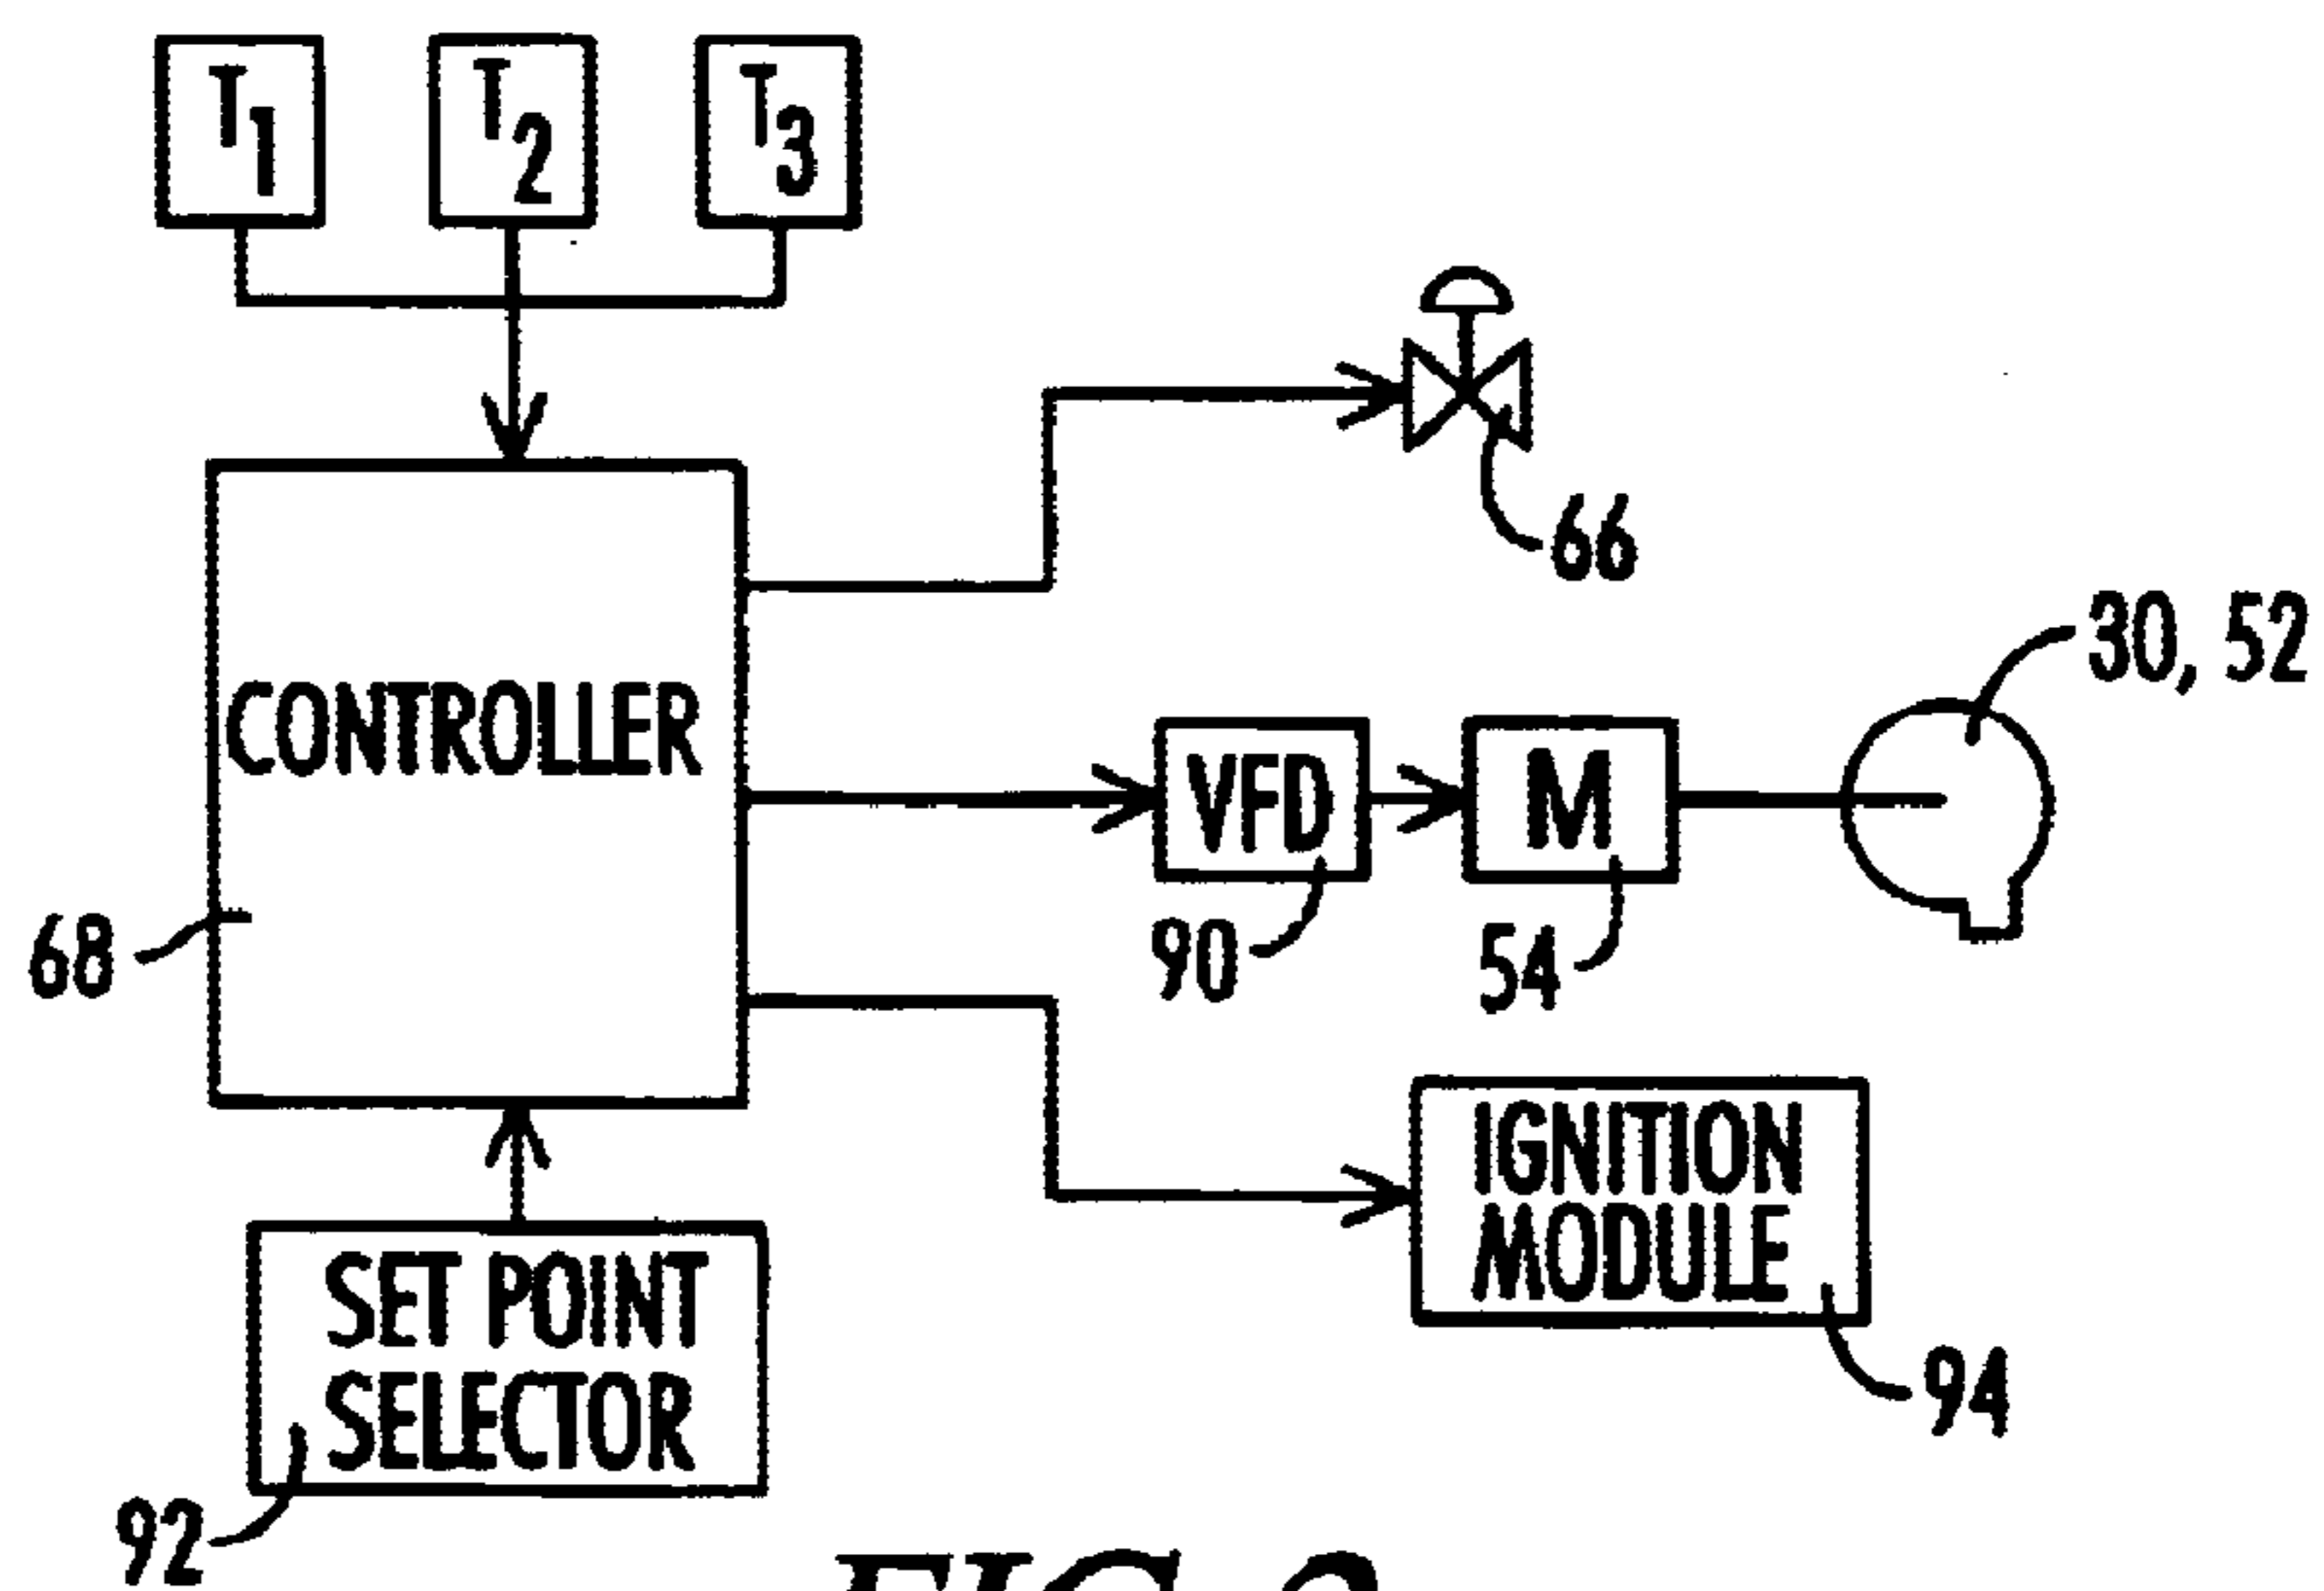 T1
T2
T3
66
30, 52
CONTROLLER
VFD
M
68
90
54
IGNITION
MODULE
SET POINT
SELECTOR
94
92